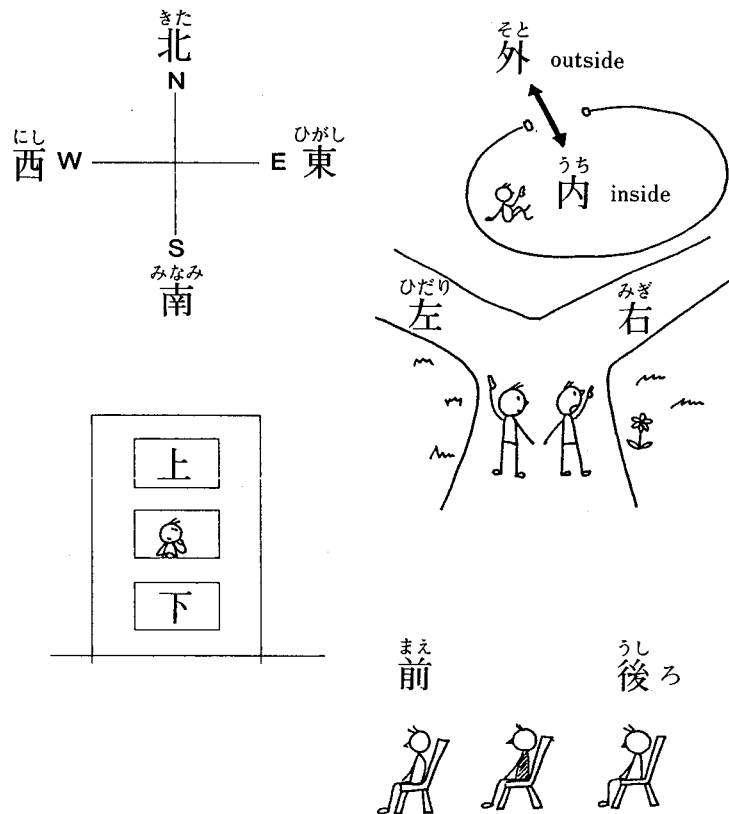 きた
北
N
にし
西 W
E 東
ひがし
S
みなみ
南
そと
外 outside
うち
内 inside
ひだり
左
みぎ
右
上
下
まえ
前
うし
後ろ